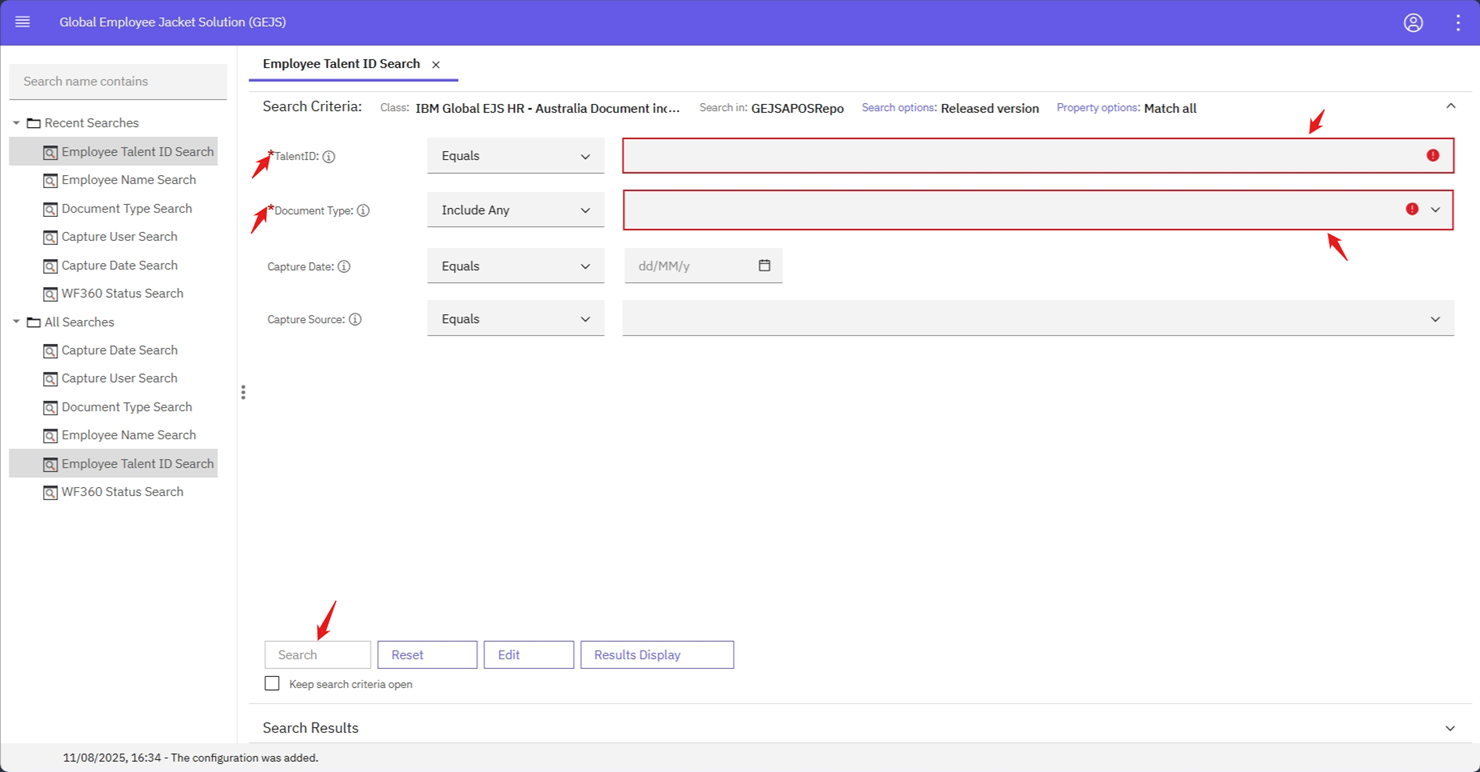 Global Employee Jacket Solution (GEJS)
Search name contains
Recent Searches
Employee Talent ID Search
Employee Name Search
Document Type Search
Capture User Search
Capture Date Search
WF360 Status Search
All Searches
Capture Date Search
Capture User Search
Document Type Search
Employee Name Search
Employee Talent ID Search
WF360 Status Search
Employee Talent ID Search
Search Criteria: Class: IBM Global EJS HR - Australia Document inc... Search in: GEJSAPOSRepo Search options: Released version Property options: Match all
*TalentID: Equals
*Document Type: Include Any
Capture Date: Equals dd/MM/y
Capture Source: Equals
Search Reset Edit Results Display
Keep search criteria open
Search Results
11/08/2025, 16:34 - The configuration was added.